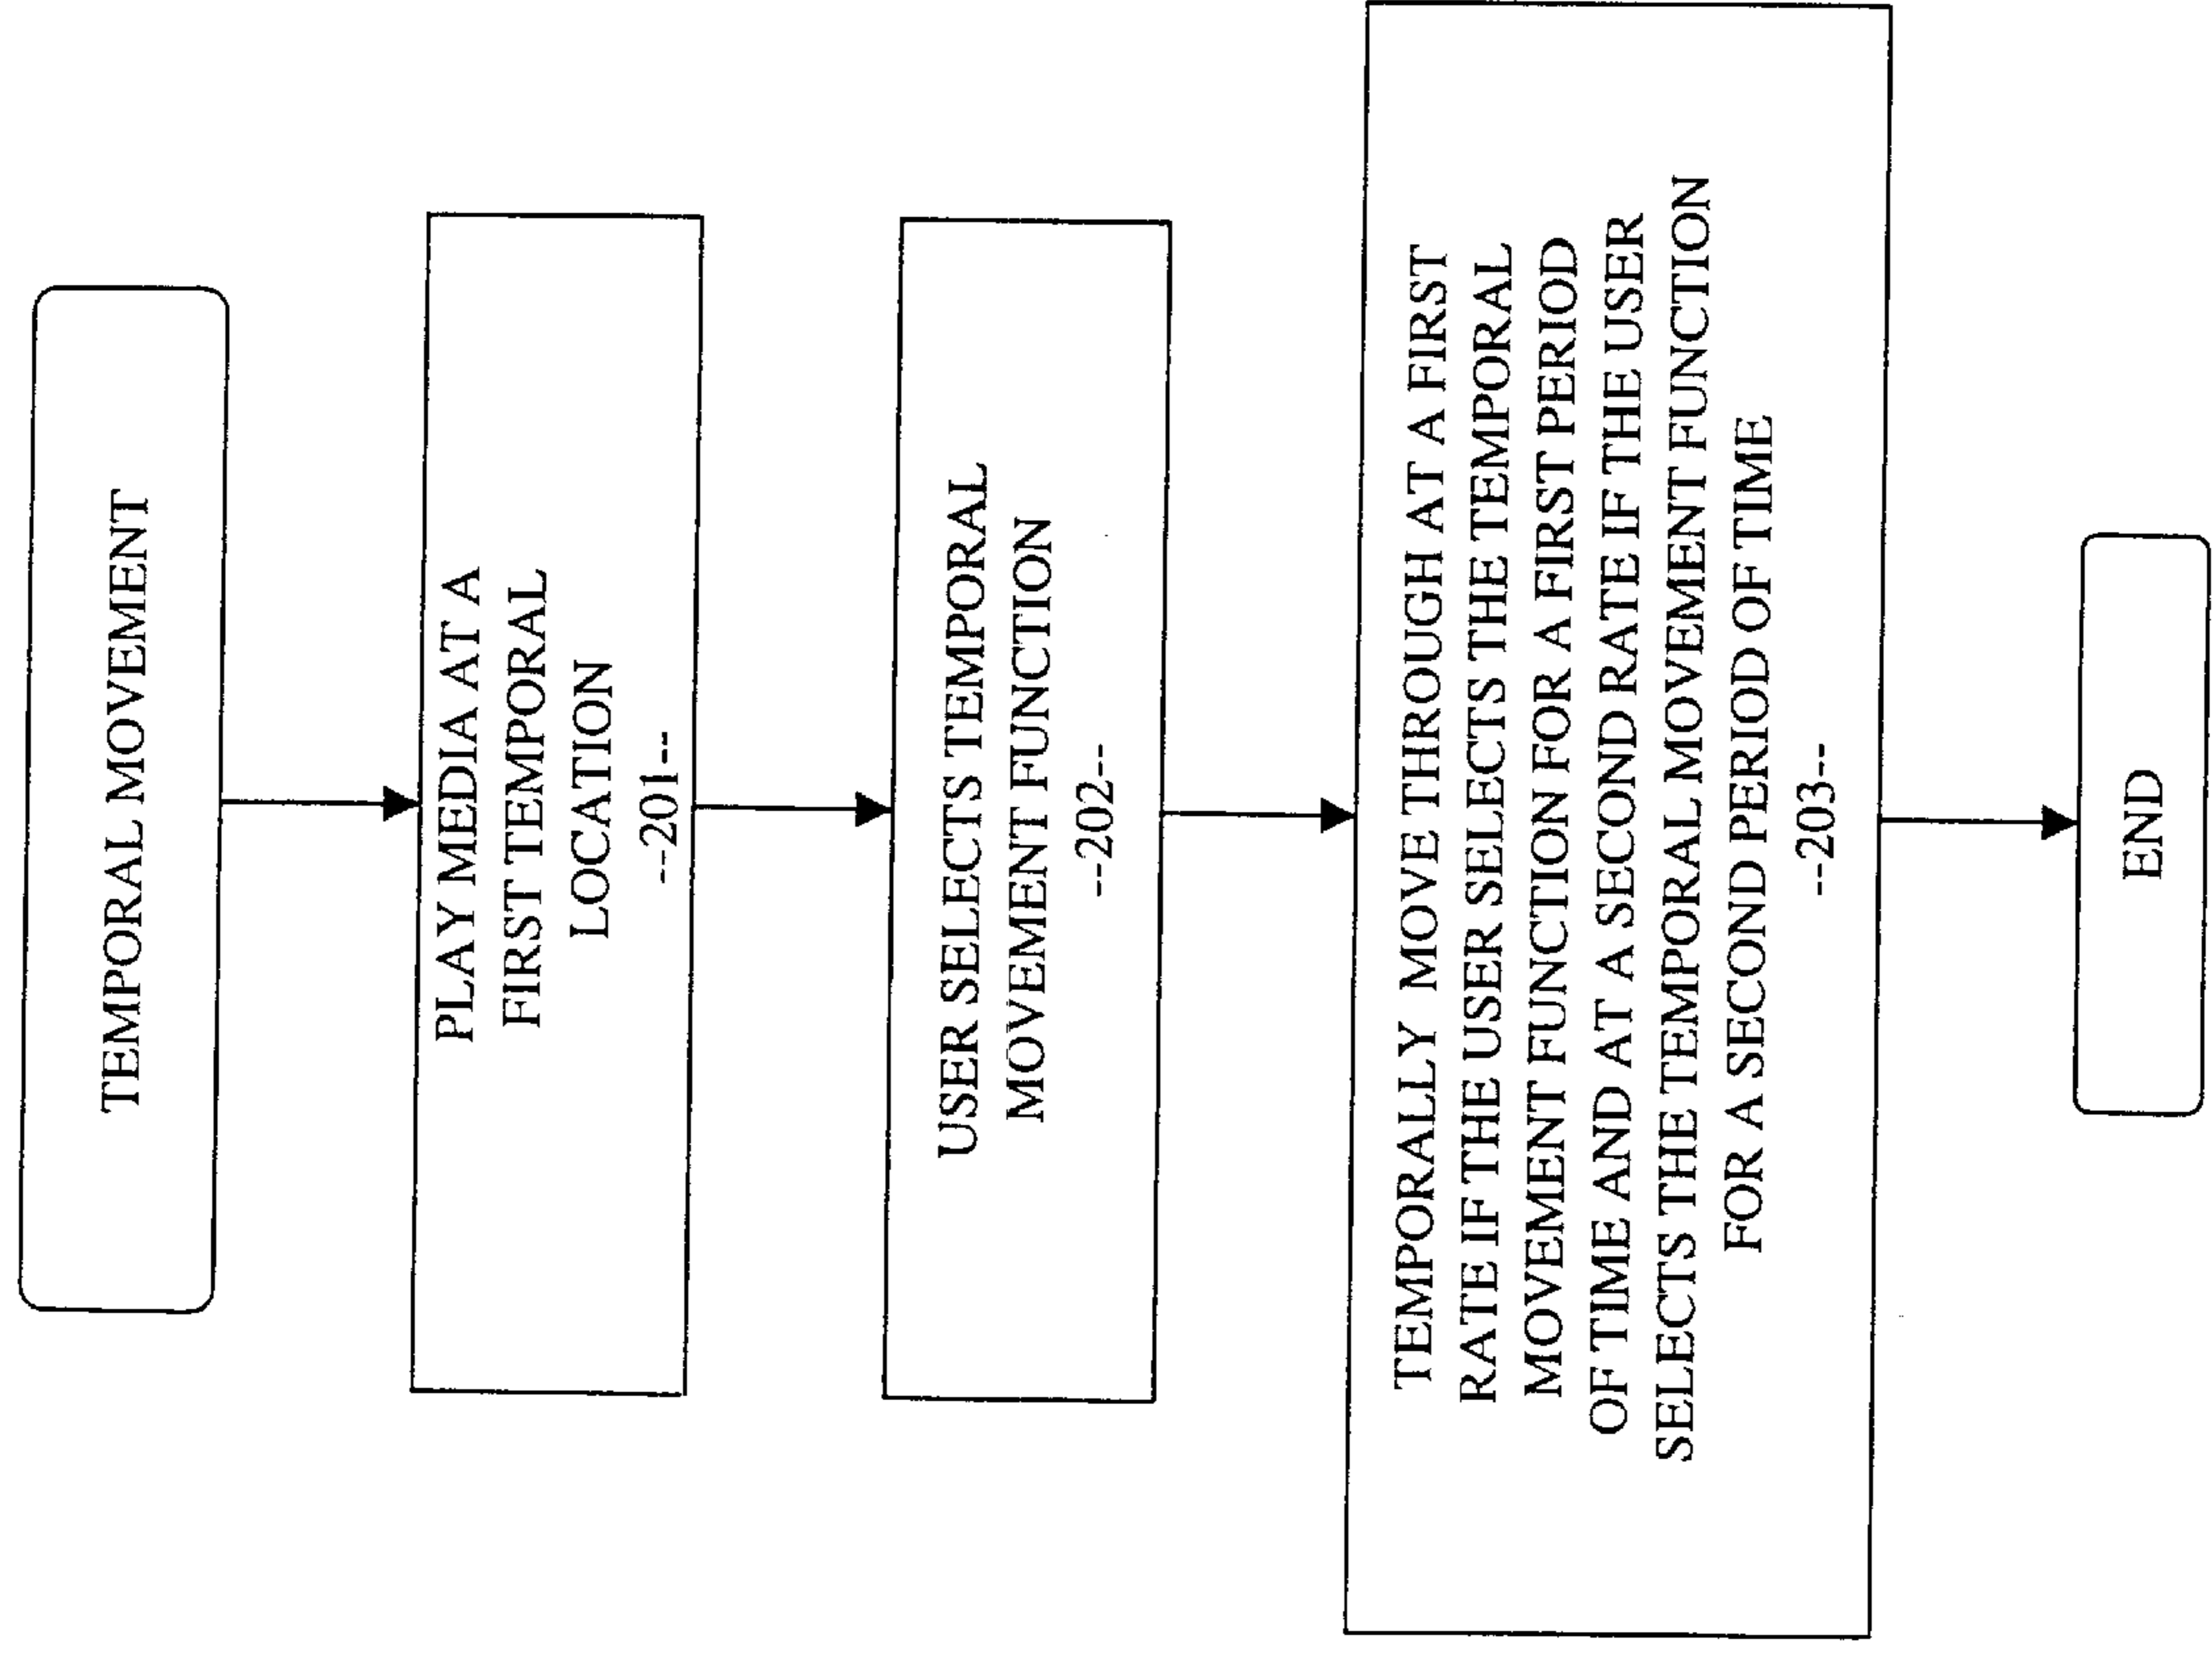 TEMPORAL MOVEMENT
PLAY MEDIA AT A
FIRST TEMPORAL
LOCATION
--201--
USER SELECTS TEMPORAL
MOVEMENT FUNCTION
--202--
TEMPORALLY MOVE THROUGH AT A FIRST
RATE IF THE USER SELECTS THE TEMPORAL
MOVEMENT FUNCTION FOR A FIRST PERIOD
OF TIME AND AT A SECOND RATE IF THE USER
SELECTS THE TEMPORAL MOVEMENT FUNCTION
FOR A SECOND PERIOD OF TIME
--203--
END